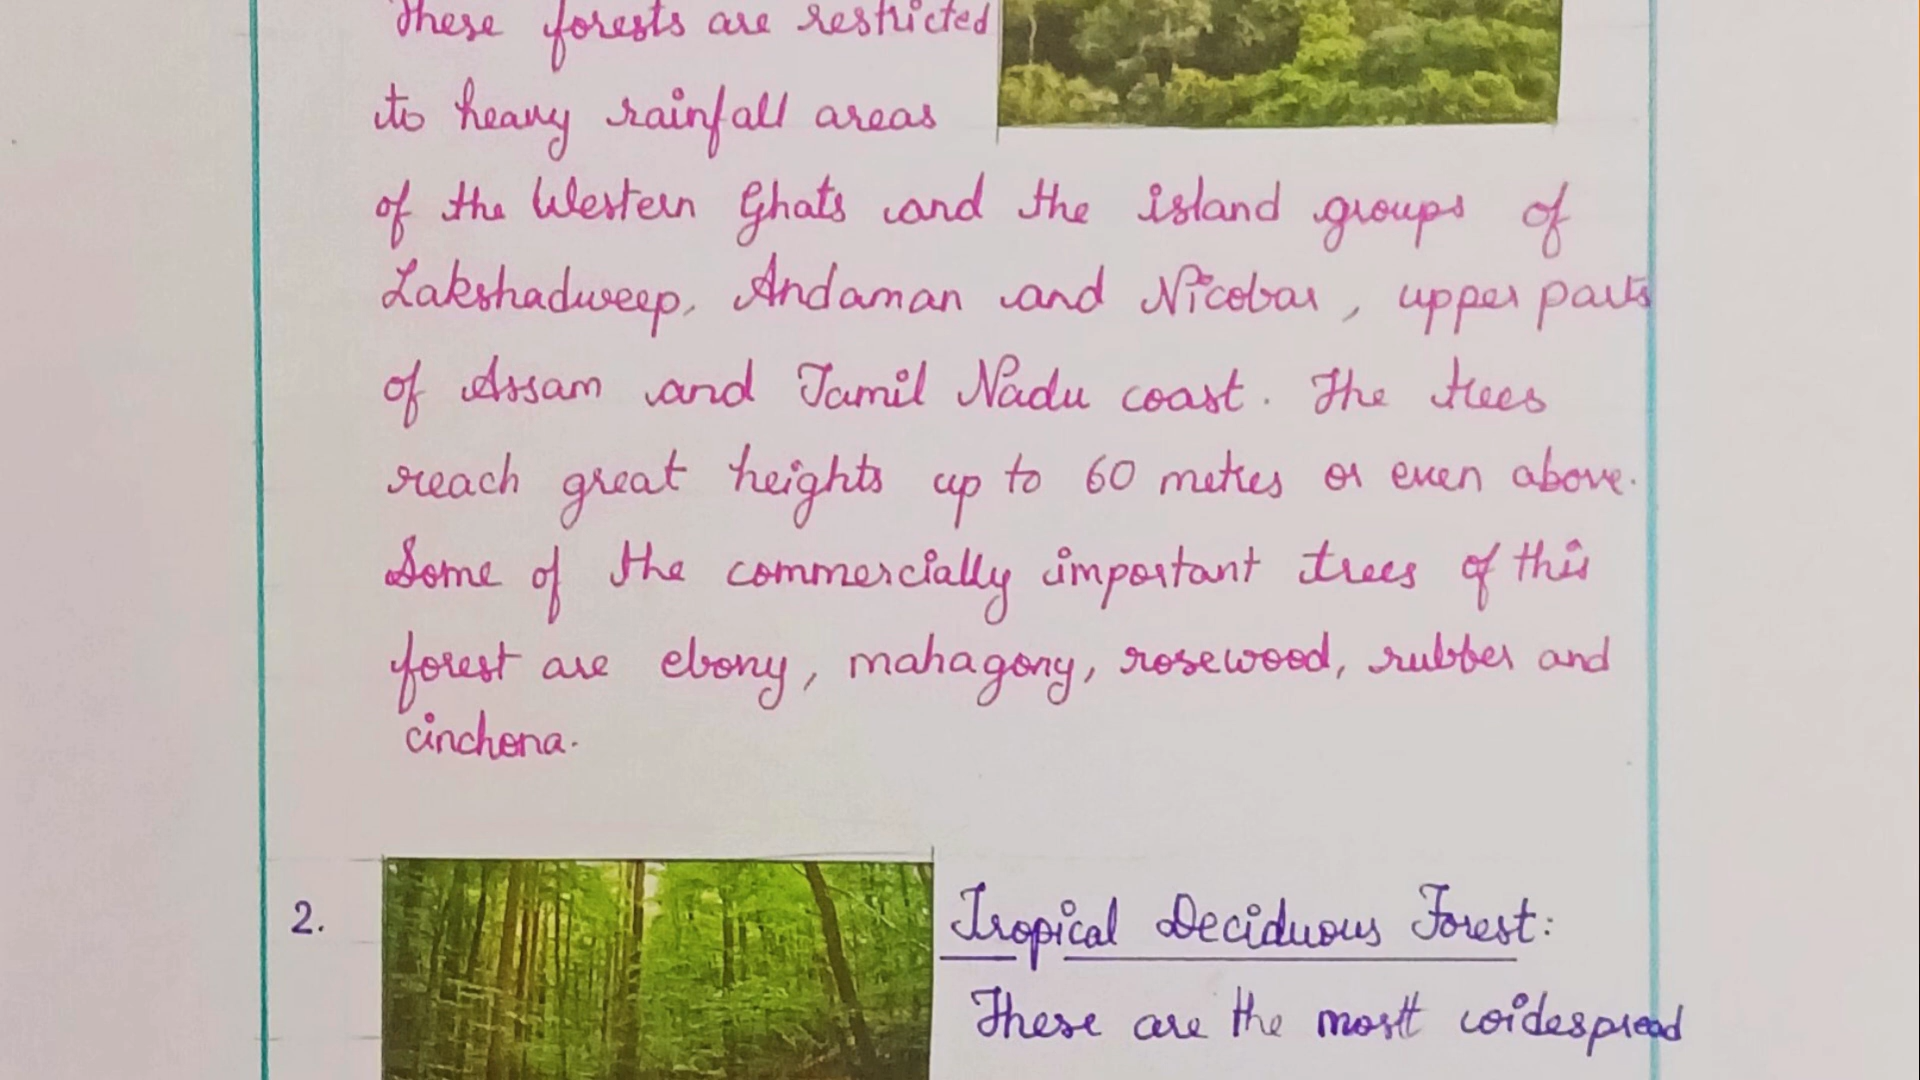 These forests are restricted
to heavy rainfall areas
of the Western Ghats and the island groups of
Lakshadweep, Andaman and Nicobar, upper parts
of Assam and Tamil Nadu coast. The trees
reach great heights up to 60 metres or even above.
Some of the commercially important trees of this
forest are ebony, mahagony, rosewood, rubber and
cinchona.
2.
Tropical Deciduous Forest:
These are the mostt widespread